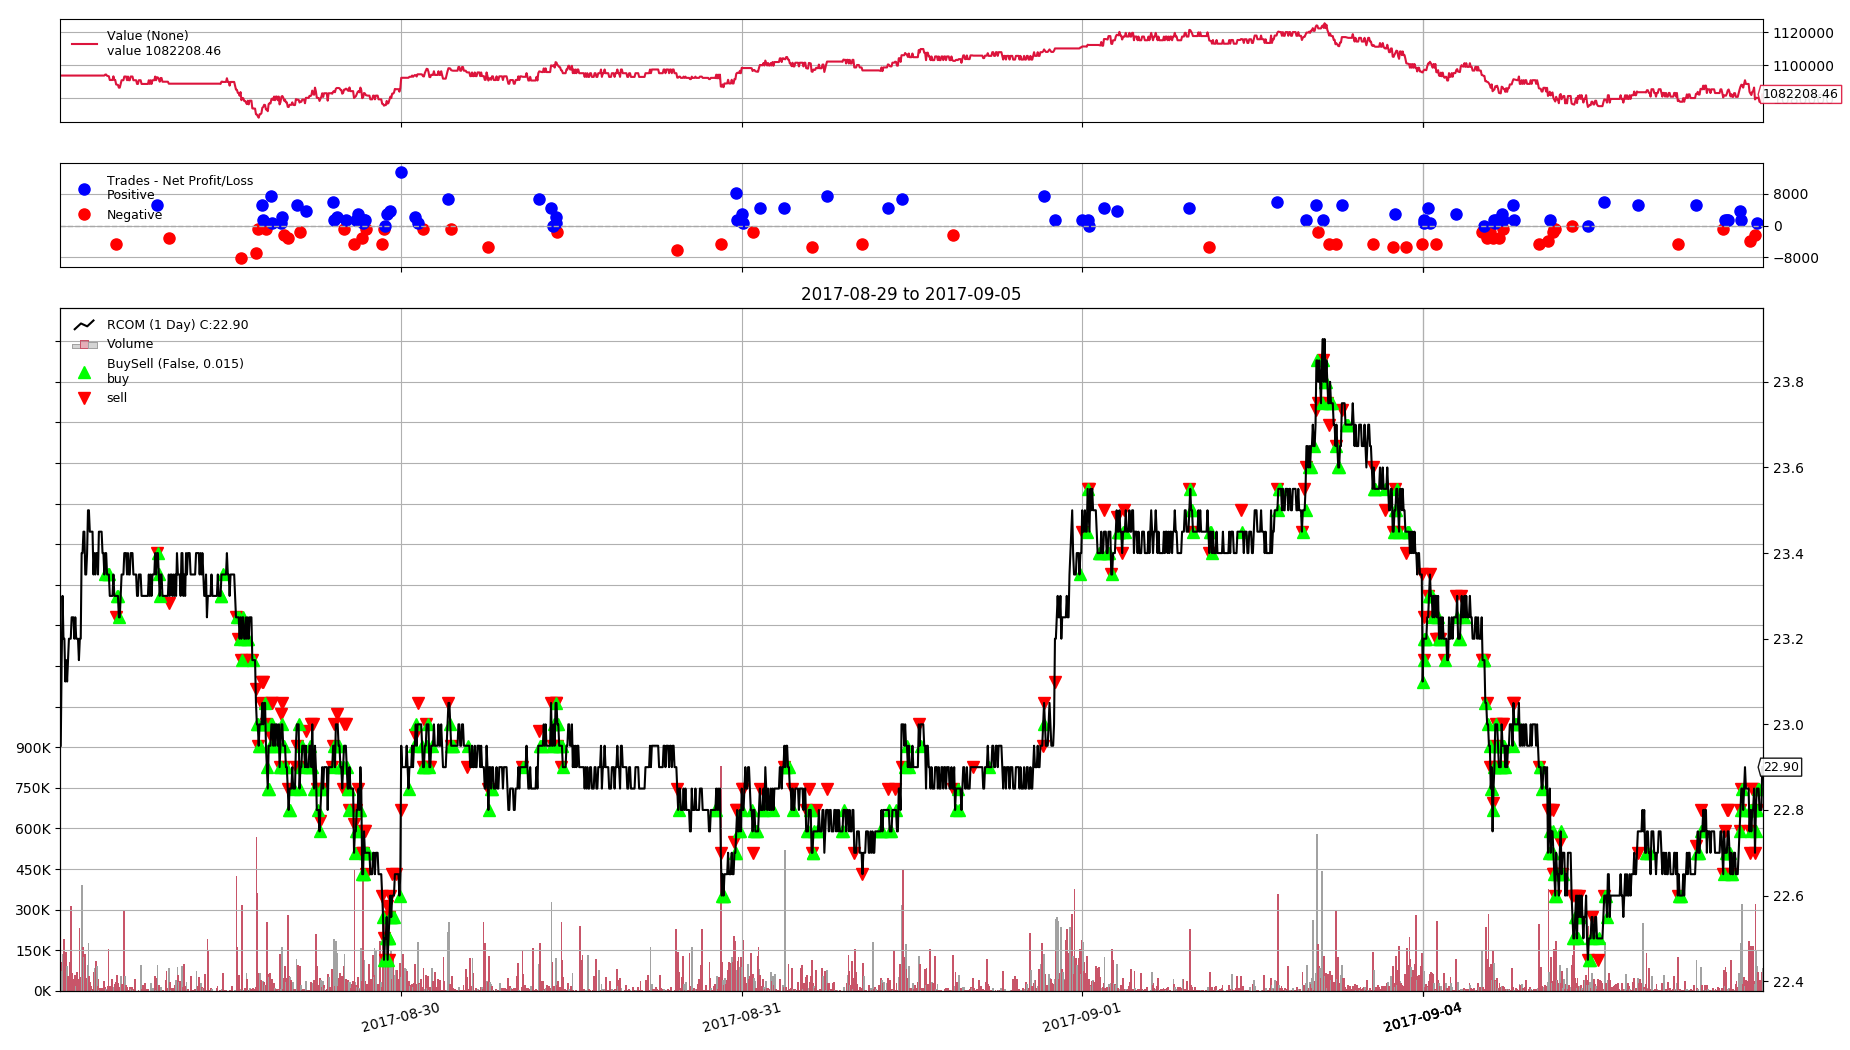 Value (None)
value 1082208.46
1120000
1100000
1082208.46
Trades - Net Profit/Loss
Positive
Negative
8000
0
−8000
2017-08-29 to 2017-09-05
RCOM (1 Day) C:22.90
Volume
BuySell (False, 0.015)
buy
sell
23.8
23.6
23.4
23.2
23.0
22.90
22.8
22.6
22.4
900K
750K
600K
450K
300K
150K
0K
2017-08-30
2017-08-31
2017-09-01
2017-09-04